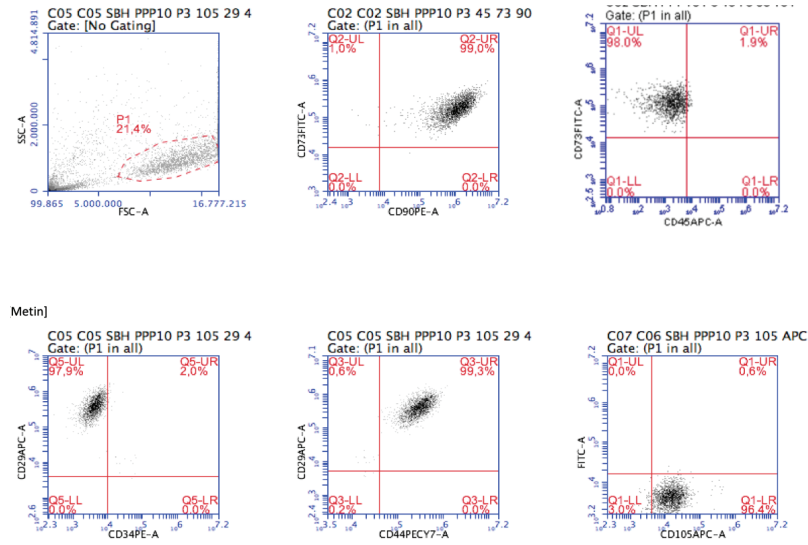 C05 C05 SBH PPP10 P3 105 29 4
Gate: [No Gating]
4.814.891
2.000.000
0
SSC-A
P1
21,4%
99.865 5.000.000 16.777.215
FSC-A
C02 C02 SBH PPP10 P3 45 73 90
Gate: (P1 in all)
Q2-UL
1,0%
Q2-UR
99,0%
CD73FITC-A
Q2-LL
0,0%
Q2-LR
0,0%
CD90PE-A
Gate: (P1 in all)
Q1-UL
98.0%
Q1-UR
1.9%
CD73FITC-A
Q1-LL
0.0%
Q1-LR
0.0%
CD45APC-A
Metin]
C05 C05 SBH PPP10 P3 105 29 4
Gate: (P1 in all)
Q5-UL
97,9%
Q5-UR
2,0%
CD29APC-A
Q5-LL
0,0%
Q5-LR
0,0%
CD34PE-A
C05 C05 SBH PPP10 P3 105 29 4
Gate: (P1 in all)
Q3-UL
0,6%
Q3-UR
99,3%
CD29APC-A
Q3-LL
0,2%
Q3-LR
0,0%
CD44PECY7-A
C07 C06 SBH PPP10 P3 105 APC
Gate: (P1 in all)
Q1-UL
0,0%
Q1-UR
0,6%
FITC-A
Q1-LL
3,0%
Q1-LR
96,4%
CD105APC-A